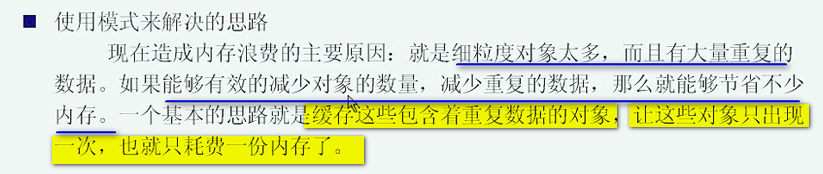 使用模式来解决的思路
现在造成内存浪费的主要原因：就是细粒度对象太多，而且有大量重复的
数据。如果能够有效的减少对象的数量，减少重复的数据，那么就能够节省不少
内存。一个基本的思路就是缓存这些包含着重复数据的对象，让这些对象只出现
一次，也就只耗费一份内存了。